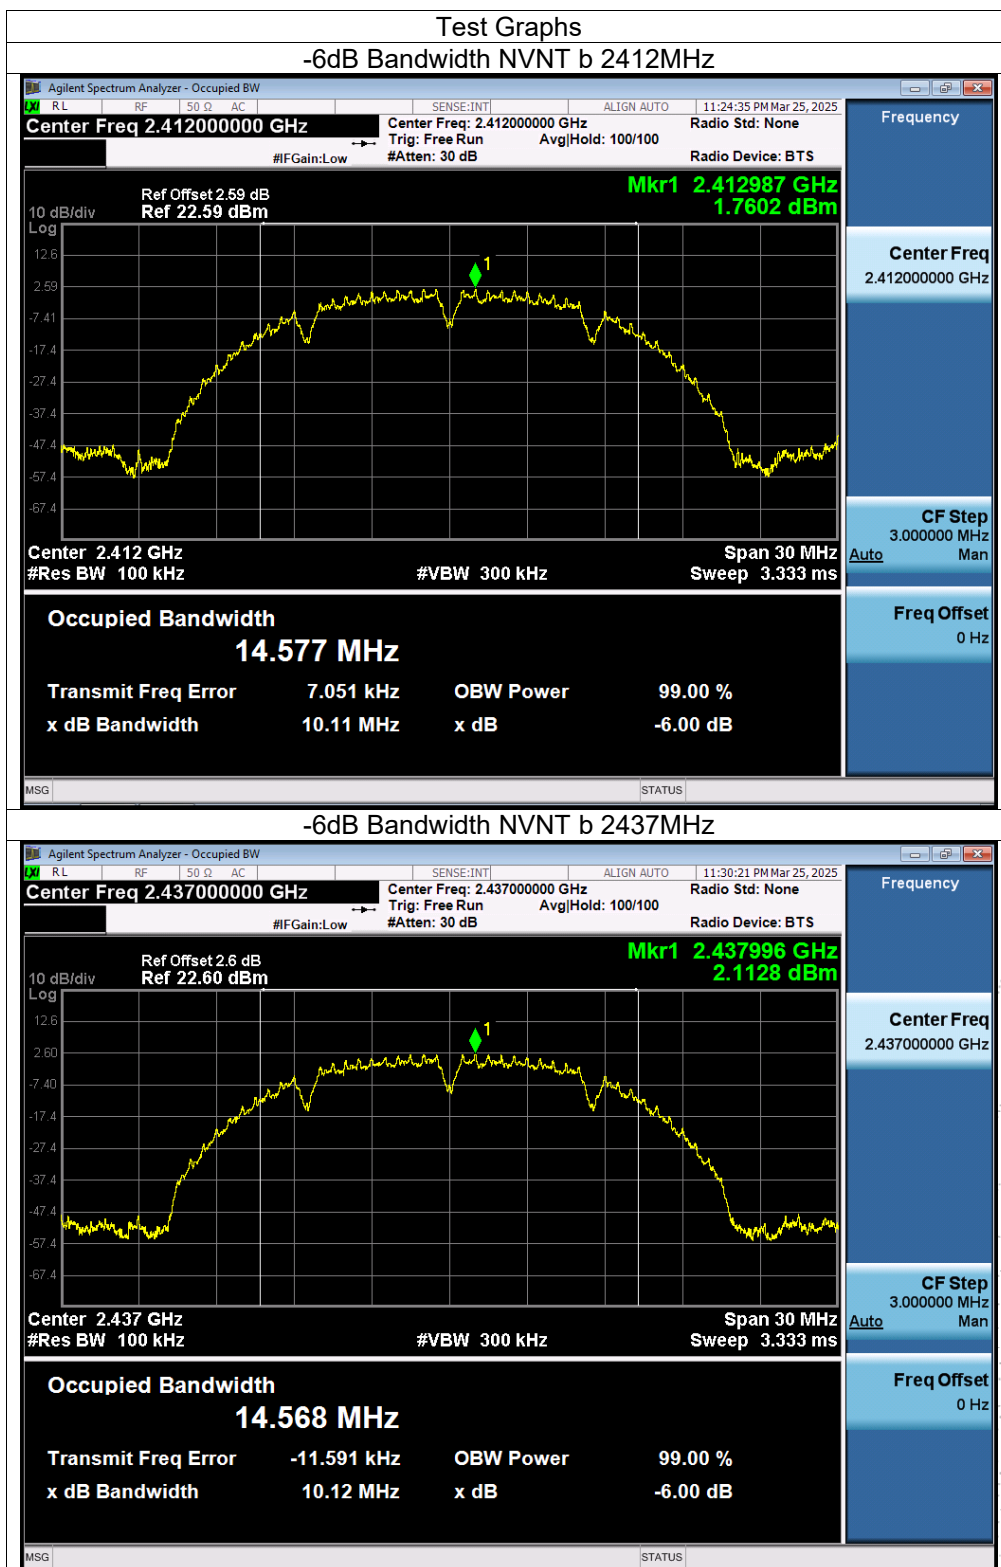 Test Graphs
-6dB Bandwidth NVNT b 2412MHz
Agilent Spectrum Analyzer - Occupied BW
LXI RL RF 50 Ω AC SENSE:INT ALIGN AUTO 11:24:35 PM Mar 25, 2025
Center Freq 2.412000000 GHz
Center Freq: 2.412000000 GHz Radio Std: None
Trig: Free Run Avg|Hold: 100/100
#IFGain:Low #Atten: 30 dB Radio Device: BTS
Frequency
Mkr1 2.412987 GHz
1.7602 dBm
Ref Offset 2.59 dB
10 dB/div Ref 22.59 dBm
Log
12.6
1
2.59
-7.41
-17.4
-27.4
-37.4
-47.4
-57.4
-67.4
Center 2.412 GHz Span 30 MHz
#Res BW 100 kHz #VBW 300 kHz Sweep 3.333 ms
Center Freq
2.412000000 GHz
CF Step
3.000000 MHz
Auto Man
Freq Offset
0 Hz
Occupied Bandwidth
14.577 MHz
Transmit Freq Error 7.051 kHz OBW Power 99.00 %
x dB Bandwidth 10.11 MHz x dB -6.00 dB
MSG STATUS
-6dB Bandwidth NVNT b 2437MHz
Agilent Spectrum Analyzer - Occupied BW
LXI RL RF 50 Ω AC SENSE:INT ALIGN AUTO 11:30:21 PM Mar 25, 2025
Center Freq 2.437000000 GHz
Center Freq: 2.437000000 GHz Radio Std: None
Trig: Free Run Avg|Hold: 100/100
#IFGain:Low #Atten: 30 dB Radio Device: BTS
Frequency
Mkr1 2.437996 GHz
2.1128 dBm
Ref Offset 2.6 dB
10 dB/div Ref 22.60 dBm
Log
12.6
1
2.60
-7.40
-17.4
-27.4
-37.4
-47.4
-57.4
-67.4
Center 2.437 GHz Span 30 MHz
#Res BW 100 kHz #VBW 300 kHz Sweep 3.333 ms
Center Freq
2.437000000 GHz
CF Step
3.000000 MHz
Auto Man
Freq Offset
0 Hz
Occupied Bandwidth
14.568 MHz
Transmit Freq Error -11.591 kHz OBW Power 99.00 %
x dB Bandwidth 10.12 MHz x dB -6.00 dB
MSG STATUS